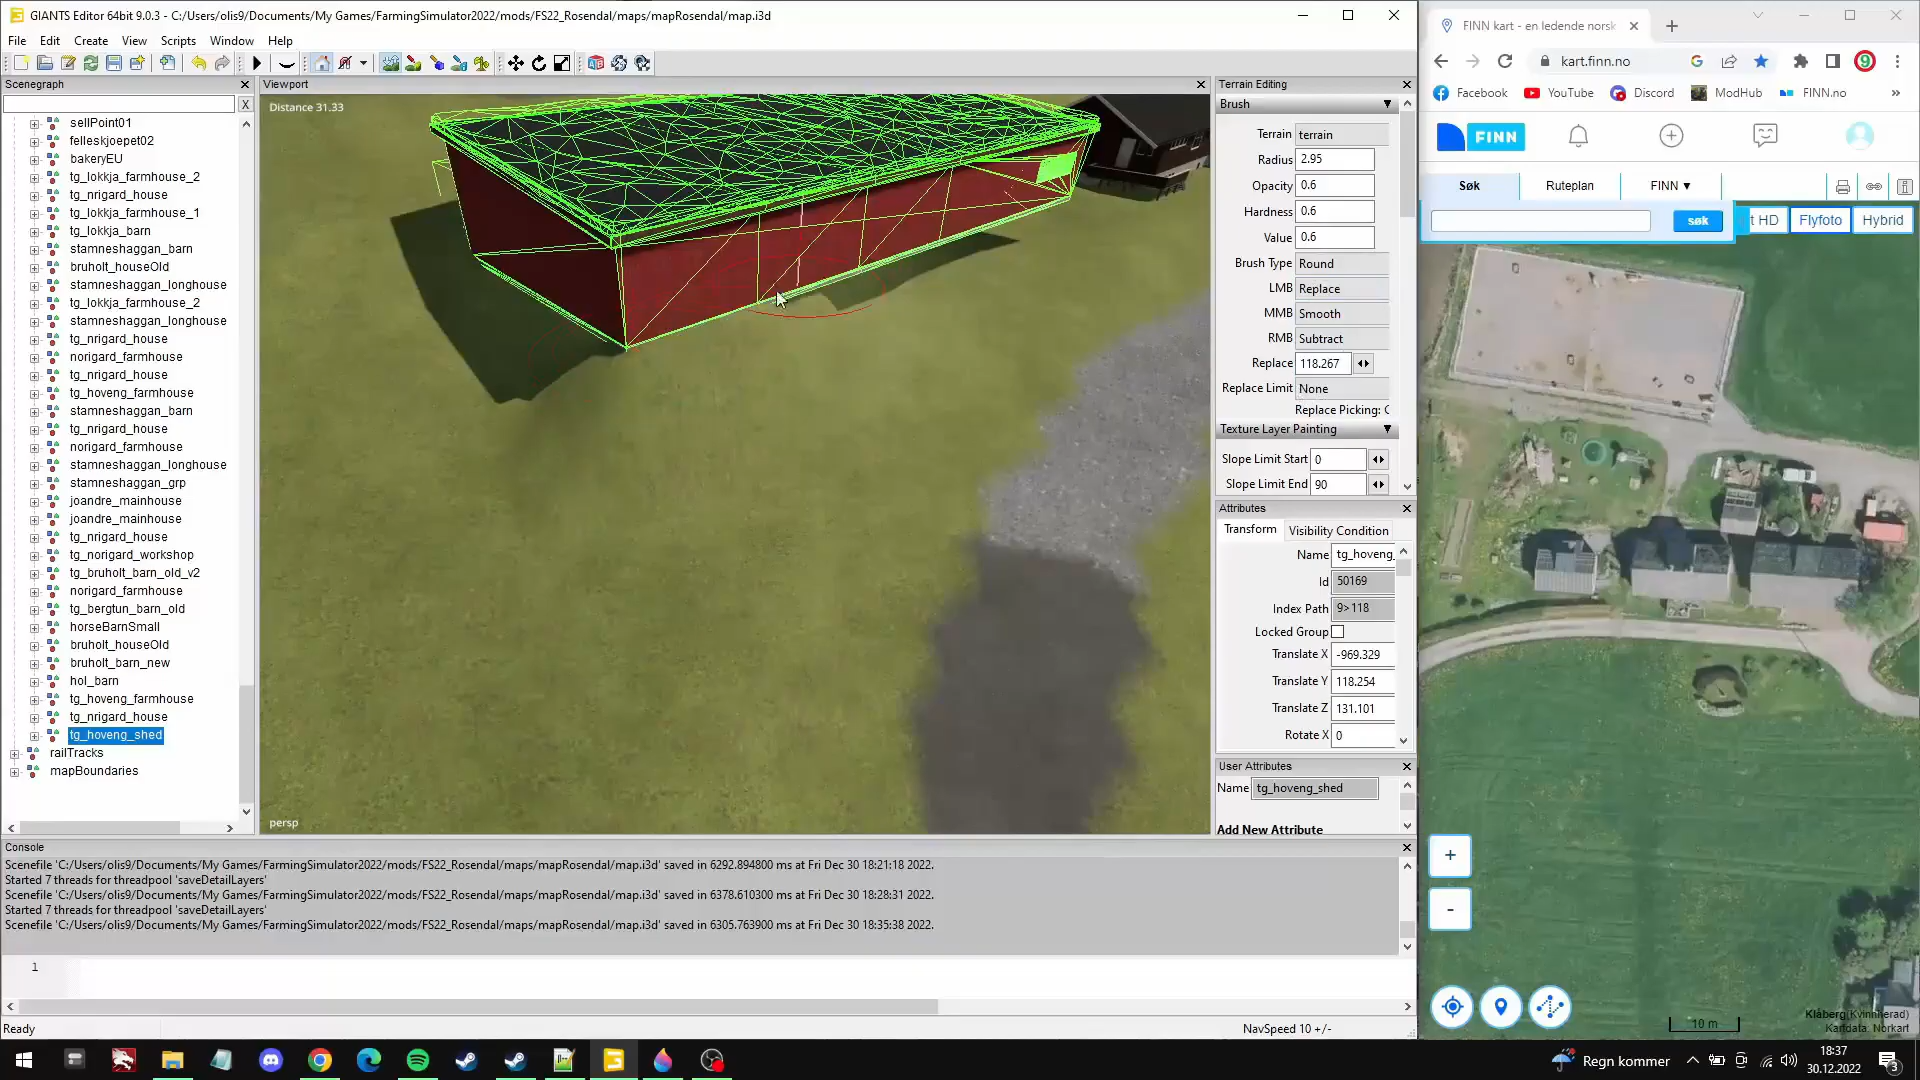 GIANTS Editor 64bit 9.0.3 - C:/Users/olis9/Documents/My Games/FarmingSimulator2022/mods/FS22_Rosendal/maps/mapRosendal/map.i3d
File Edit Create View Scripts Window Help
Scenegraph
X
sellPoint01
felleskjoepet02
bakeryEU
tg_lokkja_farmhouse_2
tg_nrigard_house
tg_lokkja_farmhouse_1
tg_lokkja_barn
stamneshaggan_barn
bruholt_houseOld
stamneshaggan_longhouse
tg_lokkja_farmhouse_2
stamneshaggan_longhouse
tg_nrigard_house
norigard_farmhouse
tg_nrigard_house
tg_hoveng_farmhouse
stamneshaggan_barn
tg_nrigard_house
norigard_farmhouse
stamneshaggan_longhouse
stamneshaggan_grp
joandre_mainhouse
joandre_mainhouse
tg_nrigard_house
tg_norigard_workshop
tg_bruholt_barn_old_v2
norigard_farmhouse
tg_bergtun_barn_old
horseBarnSmall
bruholt_houseOld
bruholt_barn_new
hol_barn
tg_hoveng_farmhouse
tg_nrigard_house
tg_hoveng_shed
railTracks
mapBoundaries
Viewport
Distance 31.33
persp
Terrain Editing
Brush
Terrain terrain
Radius 2.95
Opacity 0.6
Hardness 0.6
Value 0.6
Brush Type Round
LMB Replace
MMB Smooth
RMB Subtract
Replace 118.267
Replace Limit None
Replace Picking: C
Texture Layer Painting
Slope Limit Start 0
Slope Limit End 90
Attributes
Transform Visibility Condition
Name tg_hoveng_
Id 50169
Index Path 9>118
Locked Group
Translate X -969.329
Translate Y 118.254
Translate Z 131.101
Rotate X 0
User Attributes
Name tg_hoveng_shed
Add New Attribute
Console
Scenefile 'C:/Users/olis9/Documents/My Games/FarmingSimulator2022/mods/FS22_Rosendal/maps/mapRosendal/map.i3d' saved in 6292.894800 ms at Fri Dec 30 18:21:18 2022.
Started 7 threads for threadpool 'saveDetailLayers'
Scenefile 'C:/Users/olis9/Documents/My Games/FarmingSimulator2022/mods/FS22_Rosendal/maps/mapRosendal/map.i3d' saved in 6378.610300 ms at Fri Dec 30 18:28:31 2022.
Started 7 threads for threadpool 'saveDetailLayers'
Scenefile 'C:/Users/olis9/Documents/My Games/FarmingSimulator2022/mods/FS22_Rosendal/maps/mapRosendal/map.i3d' saved in 6305.763900 ms at Fri Dec 30 18:35:38 2022.
1
Ready
NavSpeed 10 +/-
FINN kart - en ledende norsk
kart.finn.no
9
Facebook YouTube Discord ModHub FINN.no »
FINN
Søk Ruteplan FINN ▾
søk
t HD Flyfoto Hybrid
+
-
10 m
Klåberg(Kvinnherad)
Kartdata: Norkart
Regn kommer
18:37
30.12.2022
3